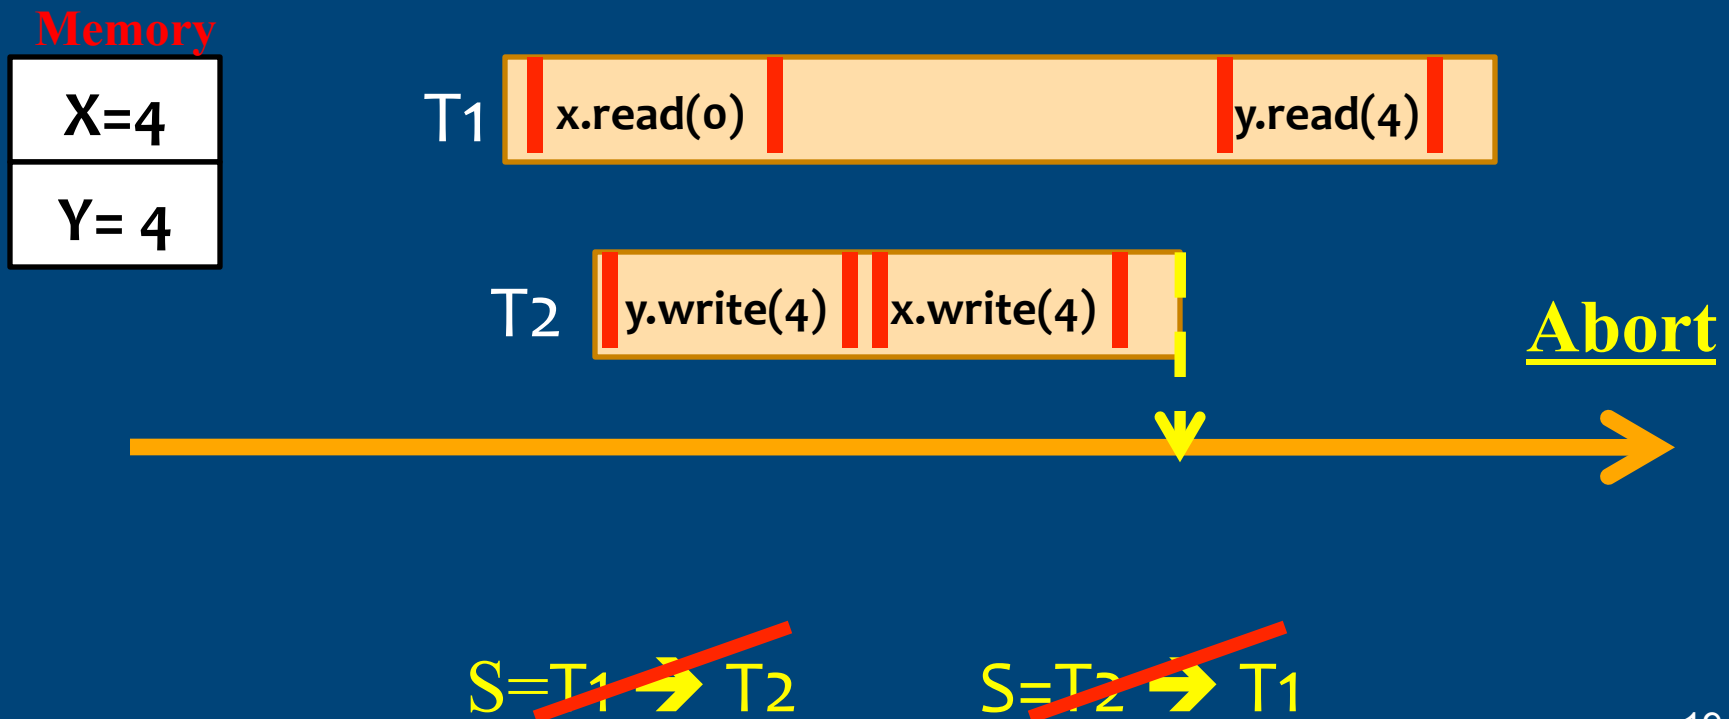 Memory
X=4
Y= 4
T1
x.read(0)
y.read(4)
T2
y.write(4)
x.write(4)
Abort
S=T1 ➔ T2
S=T2 ➔ T1